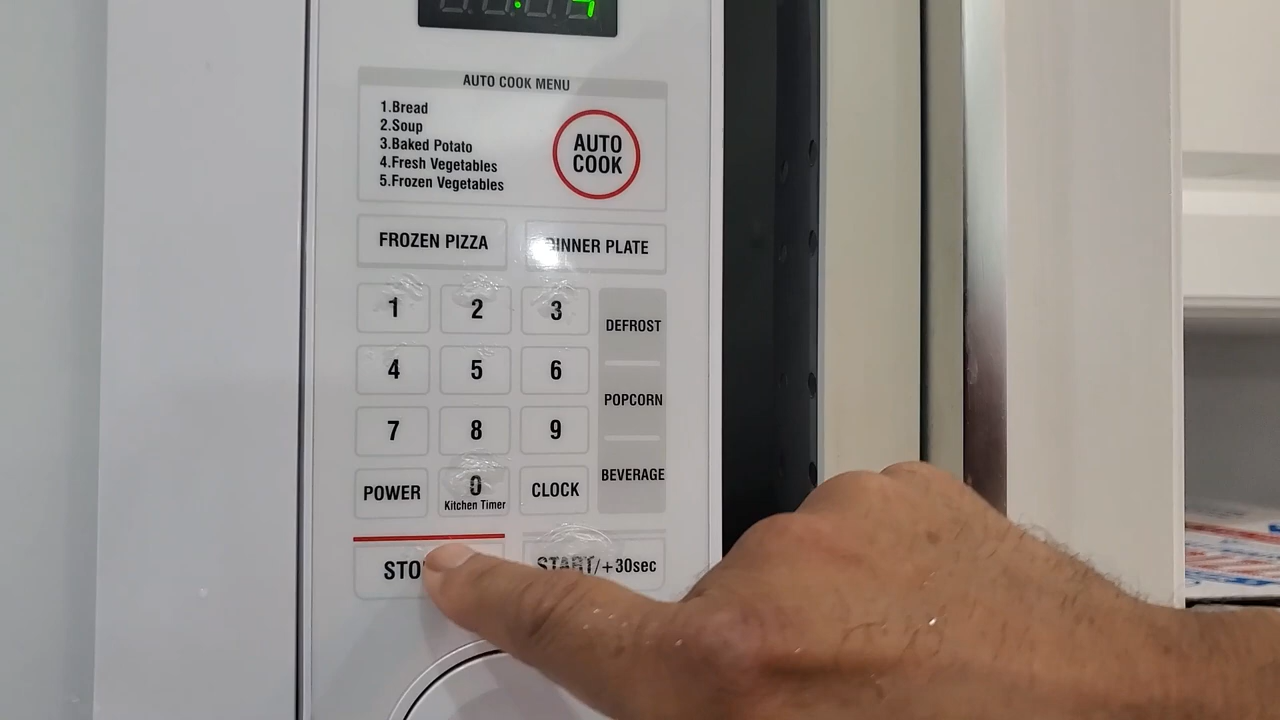 AUTO COOK MENU
1.Bread
2.Soup
3.Baked Potato
4.Fresh Vegetables
5.Frozen Vegetables
AUTO
COOK
FROZEN PIZZA
DINNER PLATE
1
2
3
DEFROST
4
5
6
POPCORN
7
8
9
BEVERAGE
POWER
0
Kitchen Timer
CLOCK
STO
START/+30sec